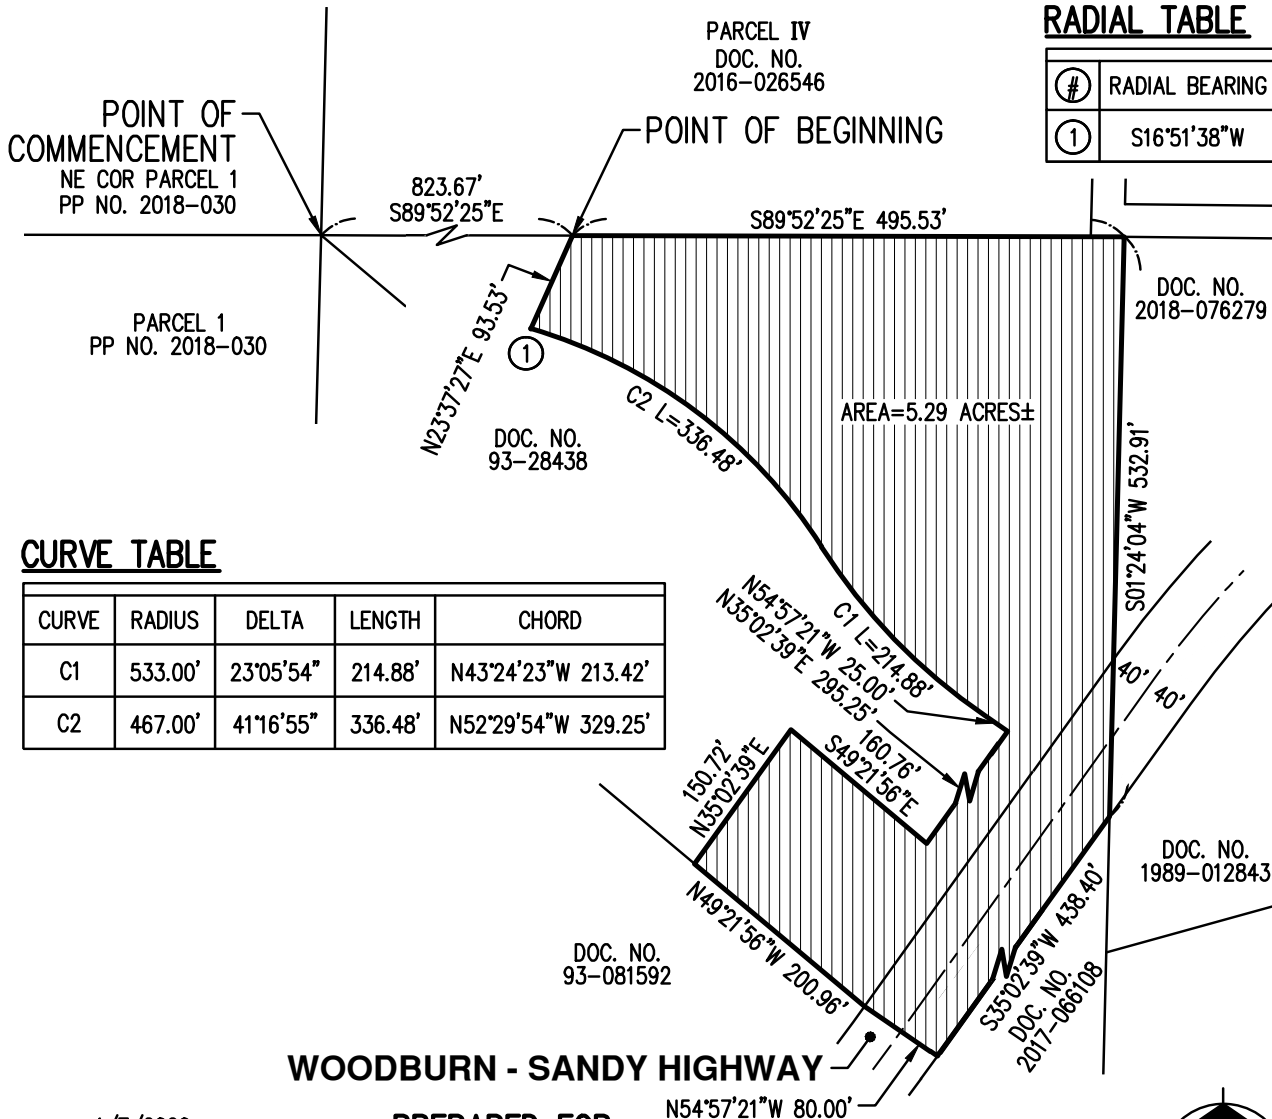 PARCEL IV
DOC. NO.
2016-026546
RADIAL TABLE
# RADIAL BEARING
1 S16°51'38"W
POINT OF
COMMENCEMENT
NE COR PARCEL 1
PP NO. 2018-030
POINT OF BEGINNING
823.67'
S89°52'25"E
S89°52'25"E 495.53'
DOC. NO.
2018-076279
PARCEL 1
PP NO. 2018-030
N23°37'27"E 93.53'
1
C2 L=336.48'
AREA=5.29 ACRES±
DOC. NO.
93-28438
S01°24'04"W 532.91'
CURVE TABLE
CURVE RADIUS DELTA LENGTH CHORD
C1 533.00' 23°05'54" 214.88' N43°24'23"W 213.42'
C2 467.00' 41°16'55" 336.48' N52°29'54"W 329.25'
N54°57'21"W 25.00'
N35°02'39"E 295.25'
C1 L=214.88'
40' 40'
160.76'
S49°21'56"E
150.72'
N35°02'39"E
DOC. NO.
1989-012843
N49°21'56"W 200.96'
S35°02'39"W 438.40'
DOC. NO.
2017-066108
DOC. NO.
93-081592
WOODBURN - SANDY HIGHWAY
N54°57'21"W 80.00'